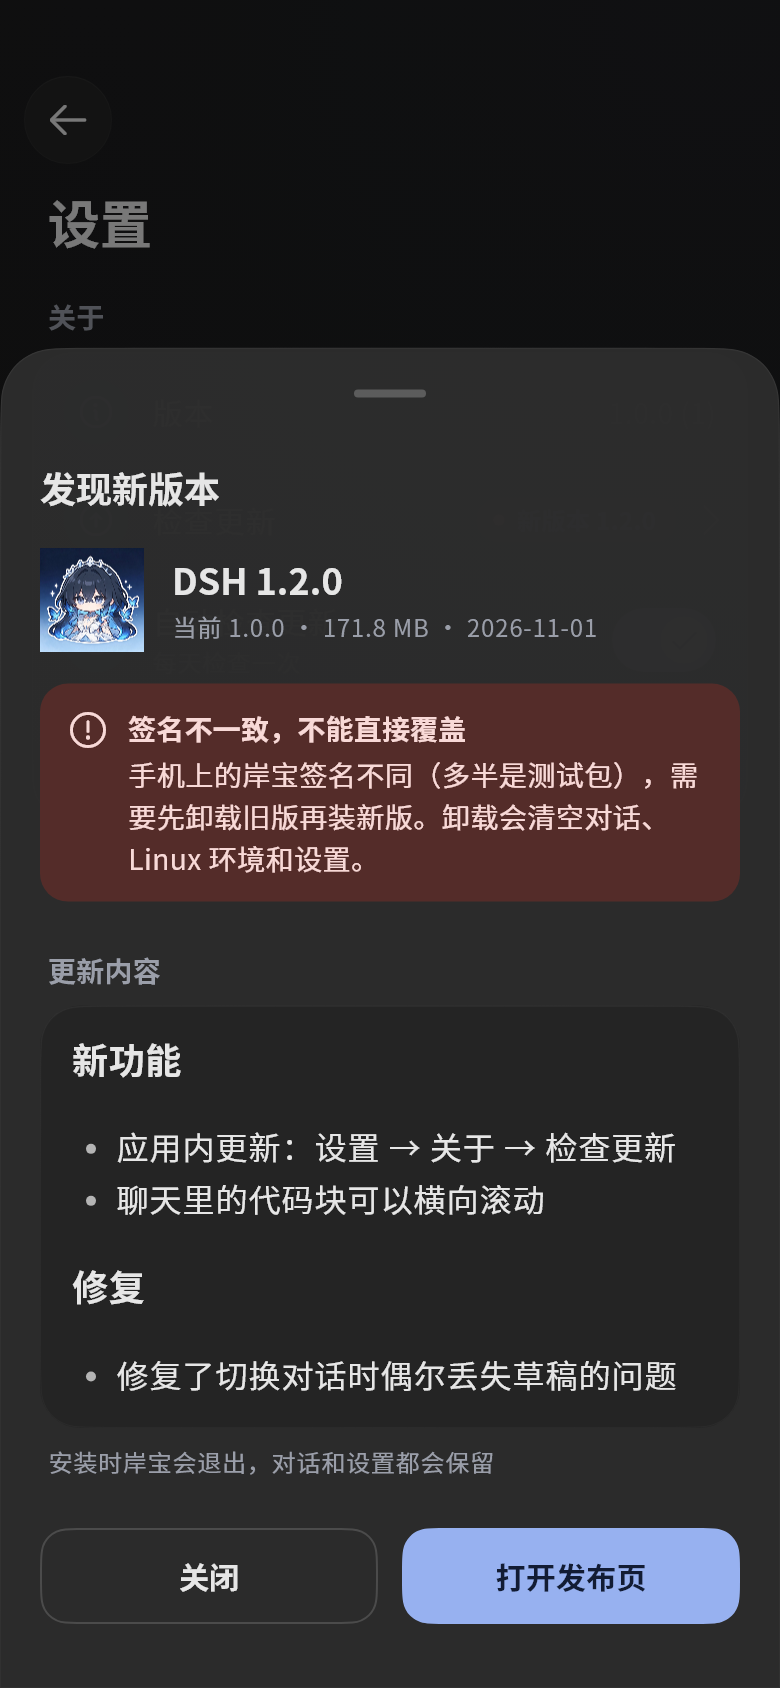 设置
关于
发现新版本
DSH 1.2.0
当前 1.0.0 · 171.8 MB · 2026-11-01
签名不一致，不能直接覆盖
手机上的岸宝签名不同（多半是测试包），需
要先卸载旧版再装新版。卸载会清空对话、
Linux 环境和设置。
更新内容
新功能
• 应用内更新：设置 → 关于 → 检查更新
• 聊天里的代码块可以横向滚动
修复
• 修复了切换对话时偶尔丢失草稿的问题
安装时岸宝会退出，对话和设置都会保留
关闭
打开发布页